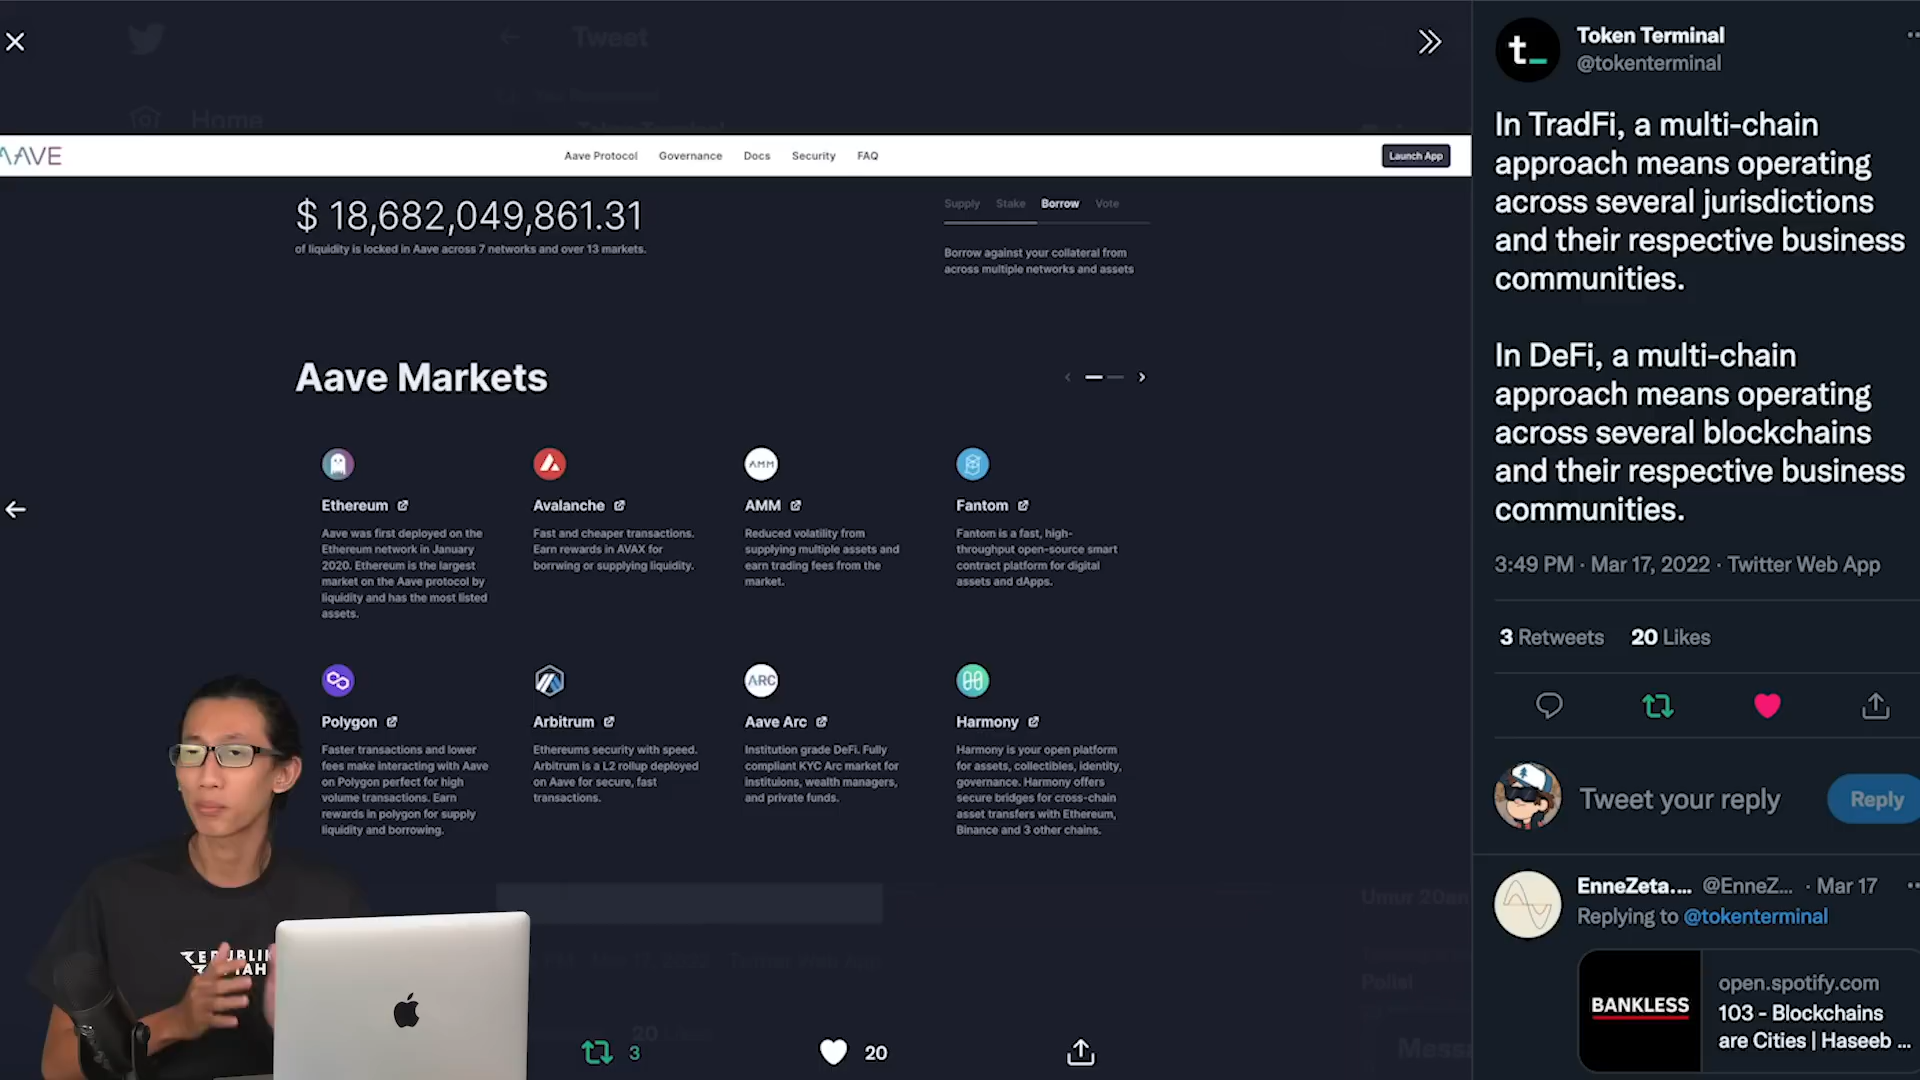 Tweet
Home
AAVE
Aave Protocol Governance Docs Security FAQ
Launch App
$ 18,682,049,861.31
of liquidity is locked in Aave across 7 networks and over 13 markets.
Supply Stake Borrow Vote
Borrow against your collateral from
across multiple networks and assets
Aave Markets
Ethereum
Aave was first deployed on the
Ethereum network in January
2020. Ethereum is the largest
market on the Aave protocol by
liquidity and has the most listed
assets.
Avalanche
Fast and cheaper transactions.
Earn rewards in AVAX for
borrwing or supplying liquidity.
AMM
AMM
Reduced volatility from
supplying multiple assets and
earn trading fees from the
market.
Fantom
Fantom is a fast, high-
throughput open-source smart
contract platform for digital
assets and dApps.
Polygon
Faster transactions and lower
fees make interacting with Aave
on Polygon perfect for high
volume transactions. Earn
rewards in polygon for supply
liquidity and borrowing.
Arbitrum
Ethereums security with speed.
Arbitrum is a L2 rollup deployed
on Aave for secure, fast
transactions.
ARC
Aave Arc
Institution grade DeFi. Fully
compliant KYC Arc market for
instituions, wealth managers,
and private funds.
Harmony
Harmony is your open platform
for assets, collectibles, identity,
governance. Harmony offers
secure bridges for cross-chain
asset transfers with Ethereum,
Binance and 3 other chains.
3
20
t_
Token Terminal
@tokenterminal
In TradFi, a multi-chain
approach means operating
across several jurisdictions
and their respective business
communities.
In DeFi, a multi-chain
approach means operating
across several blockchains
and their respective business
communities.
3:49 PM · Mar 17, 2022 · Twitter Web App
3 Retweets 20 Likes
Tweet your reply
Reply
EnneZeta.... @EnneZ... · Mar 17
Replying to @tokenterminal
BANKLESS
open.spotify.com
103 - Blockchains
are Cities | Haseeb ...